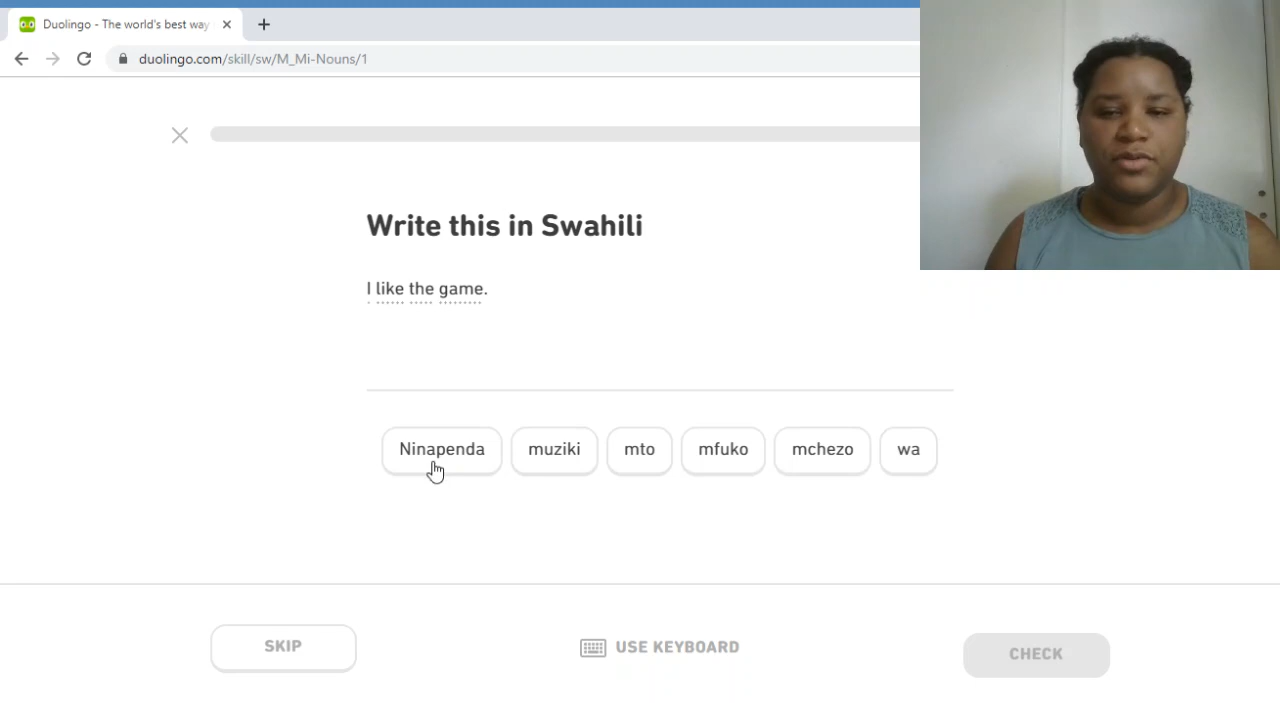 Duolingo - The world's best way
duolingo.com/skill/sw/M_Mi-Nouns/1
Write this in Swahili
I like the game.
Ninapenda muziki mto mfuko mchezo wa
SKIP USE KEYBOARD CHECK